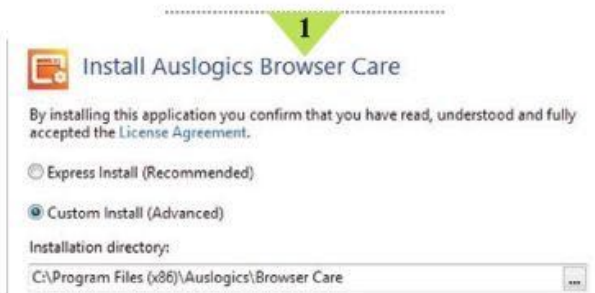 1
Install Auslogics Browser Care
By installing this application you confirm that you have read, understood and fully
accepted the License Agreement.
Express Install (Recommended)
Custom Install (Advanced)
Installation directory:
C:\Program Files (x86)\Auslogics\Browser Care
...